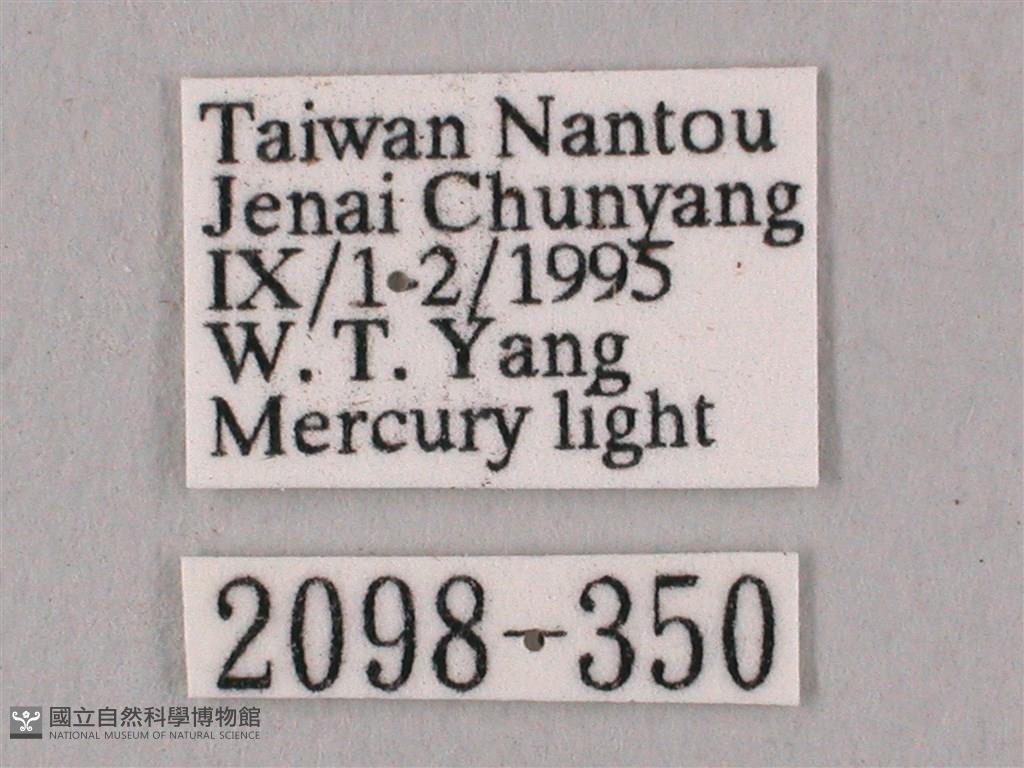 Taiwan Nantou
Jenai Chunyang
IX/1-2/1995
W. T. Yang
Mercury light
2098-350
國立自然科學博物館
NATIONAL MUSEUM OF NATURAL SCIENCE